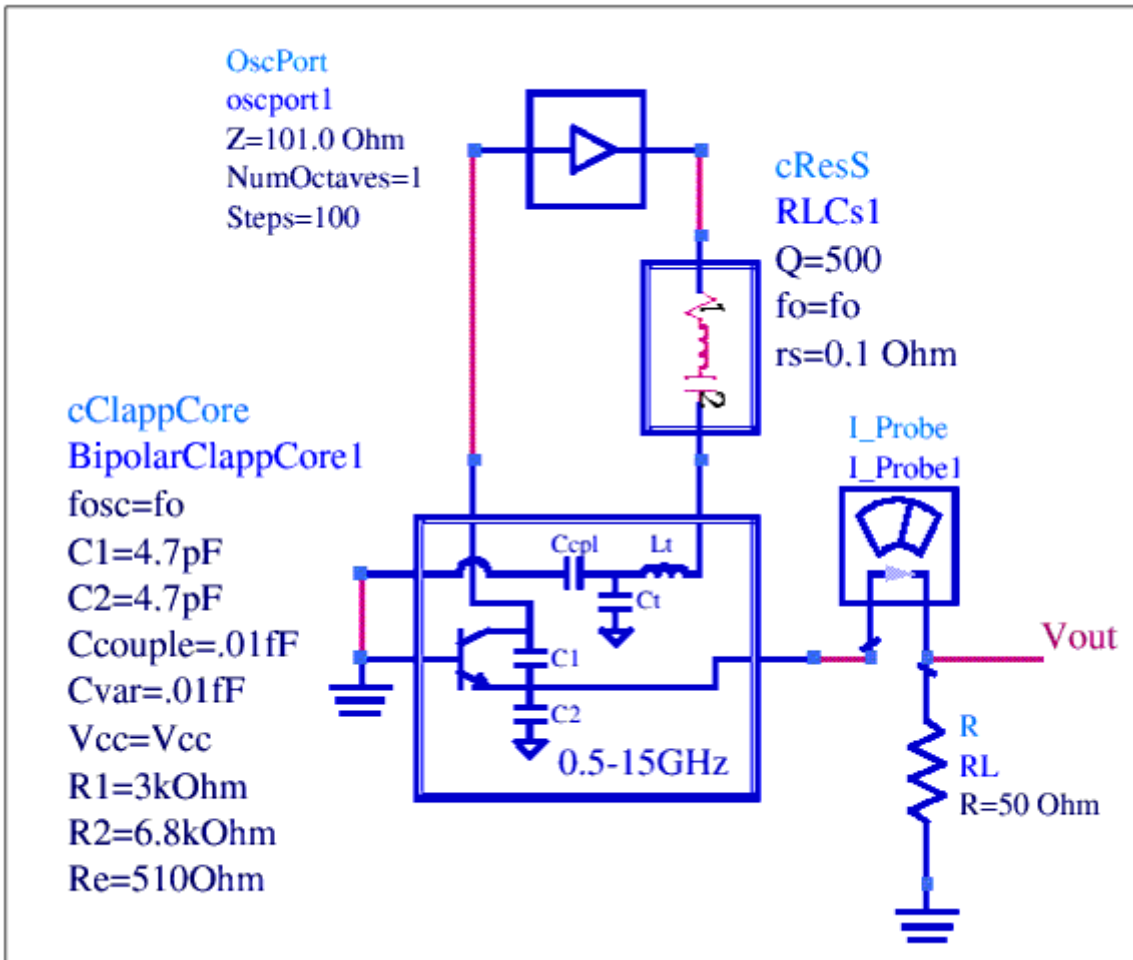 OscPort
oscport1
Z=101.0 Ohm
NumOctaves=1
Steps=100
cResS
RLCs1
Q=500
fo=fo
rs=0.1 Ohm
1
2
cClappCore
BipolarClappCore1
fosc=fo
C1=4.7pF
C2=4.7pF
Ccouple=.01fF
Cvar=.01fF
Vcc=Vcc
R1=3kOhm
R2=6.8kOhm
Re=510Ohm
Ccpl
Lt
Ct
C1
C2
0.5-15GHz
I_Probe
I_Probe1
Vout
R
RL
R=50 Ohm